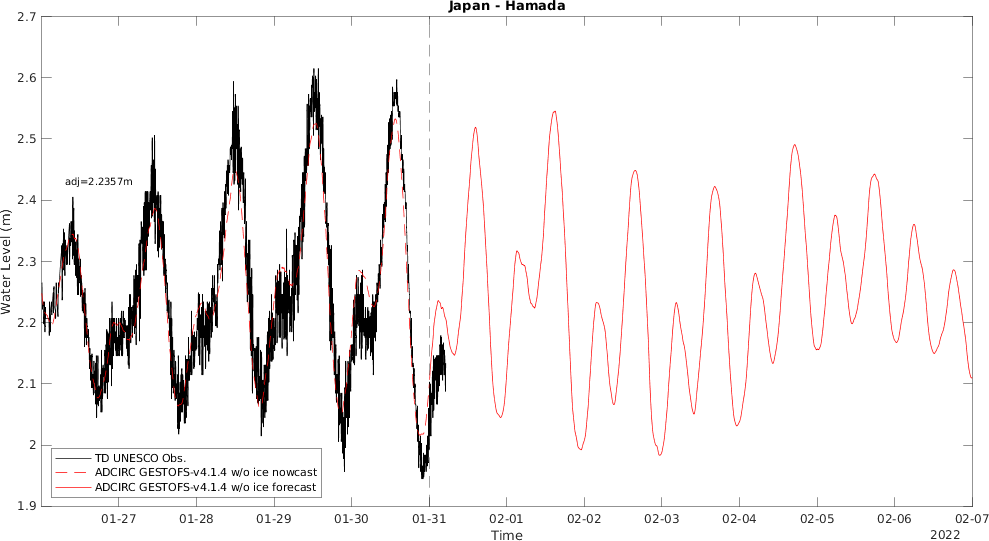 Japan - Hamada
2.7
2.6
2.5
2.4
2.3
2.2
2.1
2
1.9
Water Level (m)
adj=2.2357m
TD UNESCO Obs.
ADCIRC GESTOFS-v4.1.4 w/o ice nowcast
ADCIRC GESTOFS-v4.1.4 w/o ice forecast
01-27 01-28 01-29 01-30 01-31 02-01 02-02 02-03 02-04 02-05 02-06 02-07
Time
2022